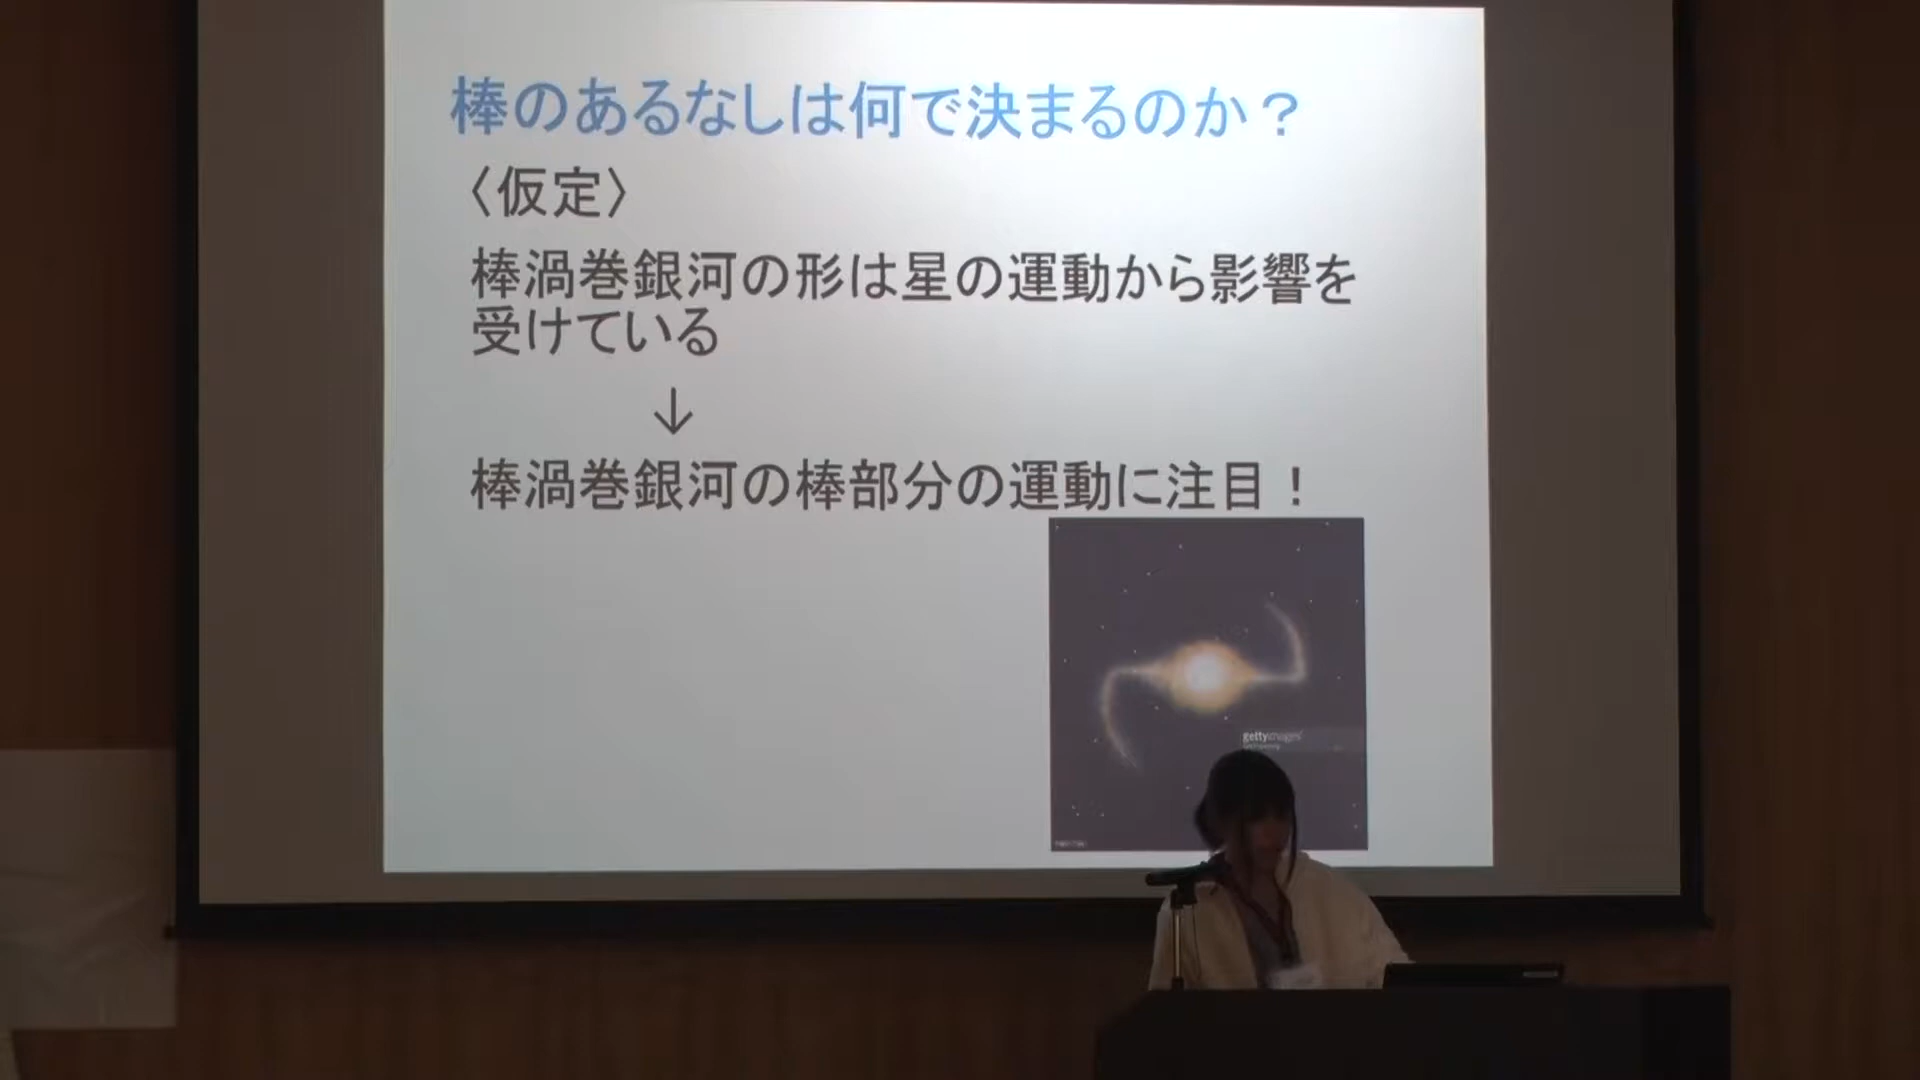 棒のあるなしは何で決まるのか？
〈仮定〉
棒渦巻銀河の形は星の運動から影響を
受けている
↓
棒渦巻銀河の棒部分の運動に注目！
gettyimages